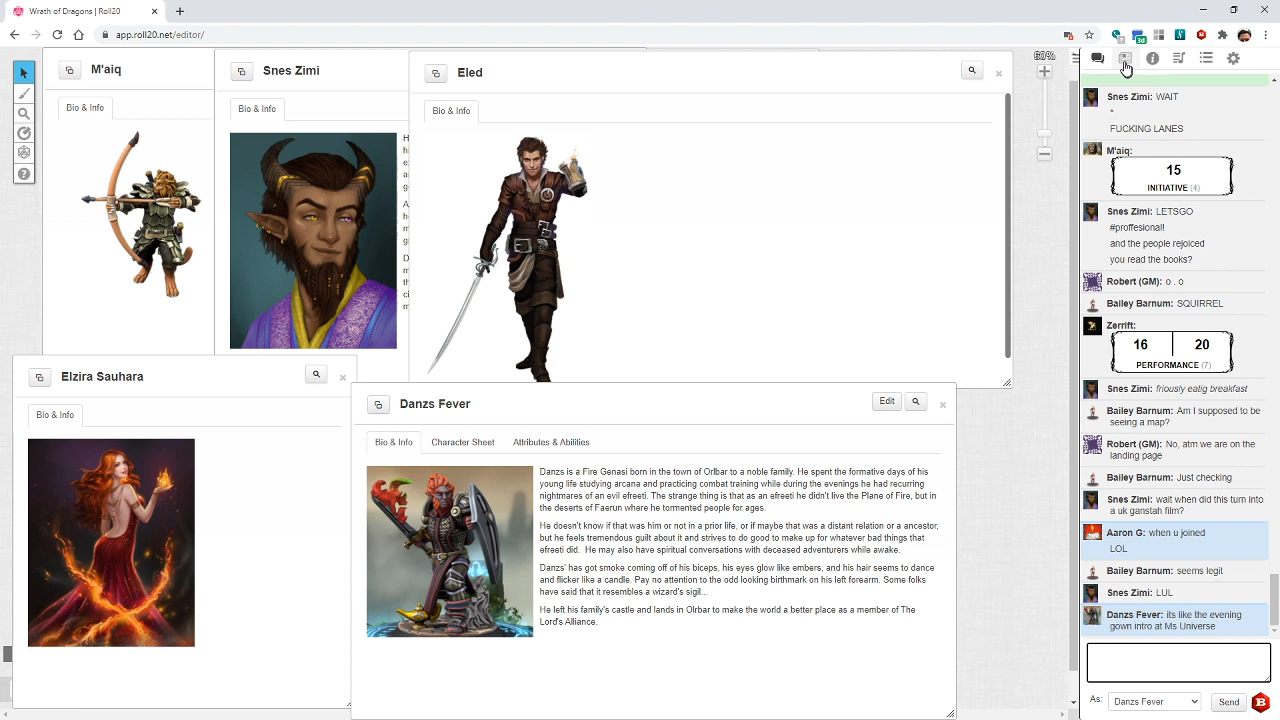 Wrath of Dragons | Roll20
app.roll20.net/editor/
3d
60%
M'aiq
Bio & Info
Snes Zimi
Bio & Info
Eled
Bio & Info
Elzira Sauhara
Bio & Info
Danzs Fever
Edit
Bio & Info
Character Sheet
Attributes & Abilities
Danzs is a Fire Genasi born in the town of Orlbar to a noble family. He spent the formative days of his
young life studying arcana and practicing combat training while during the evenings he had recurring
nightmares of an evil efreeti. The strange thing is that as an efreeti he didn't live the Plane of Fire, but in
the deserts of Faerun where he tormented people for ages.
He doesn't know if that was him or not in a prior life, or if maybe that was a distant relation or a ancestor,
but he feels tremendous guilt about it and strives to do good to make up for whatever bad things that
efreeti did. He may also have spiritual conversations with deceased adventurers while awake.
Danzs' has got smoke coming off of his biceps, his eyes glow like embers, and his hair seems to dance
and flicker like a candle. Pay no attention to the odd looking birthmark on his left forearm. Some folks
have said that it resembles a wizard's sigil...
He left his family's castle and lands in Olrbar to make the world a better place as a member of The
Lord's Alliance.
Snes Zimi: WAIT
*
FUCKING LANES
M'aiq:
15
INITIATIVE (4)
Snes Zimi: LETSGO
#proffesional!
and the people rejoiced
you read the books?
Robert (GM): o . o
Bailey Barnum: SQUIRREL
Zerrift:
16 20
PERFORMANCE (7)
Snes Zimi: friously eatig breakfast
Bailey Barnum: Am I supposed to be
seeing a map?
Robert (GM): No, atm we are on the
landing page
Bailey Barnum: Just checking
Snes Zimi: wait when did this turn into
a uk ganstah film?
Aaron G: when u joined
LOL
Bailey Barnum: seems legit
Snes Zimi: LUL
Danzs Fever: its like the evening
gown intro at Ms Universe
As: Danzs Fever
Send
B